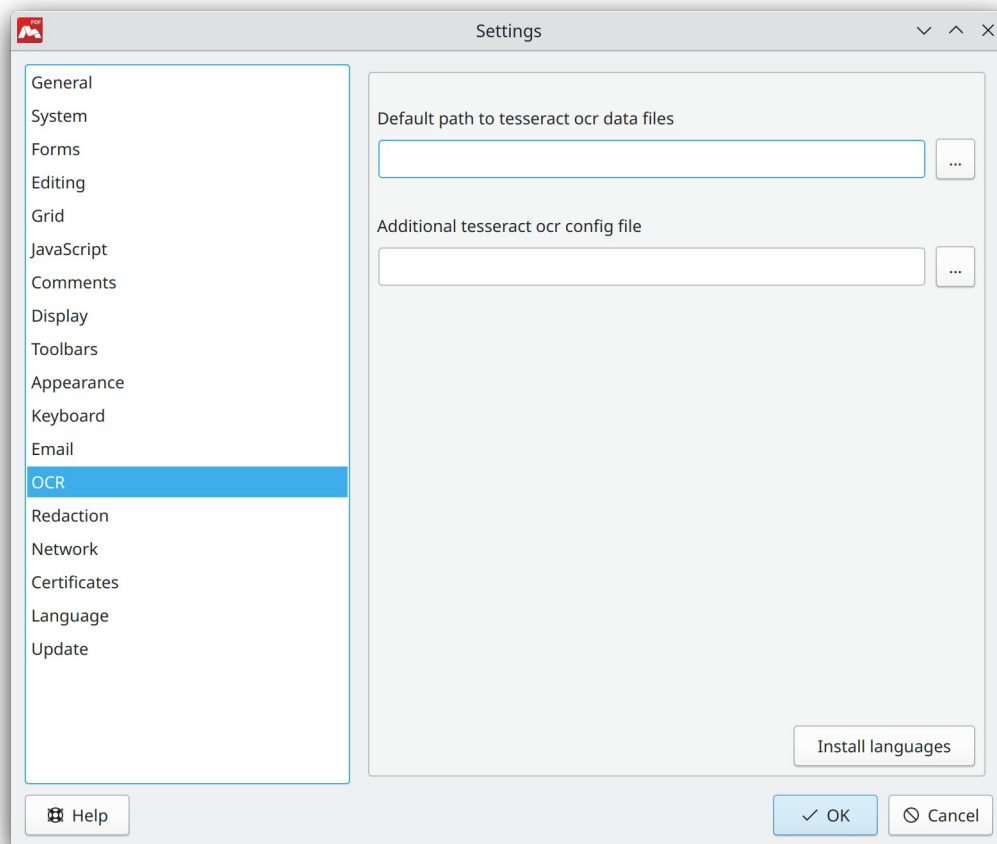 PDF
Settings
General
System
Forms
Editing
Grid
JavaScript
Comments
Display
Toolbars
Appearance
Keyboard
Email
OCR
Redaction
Network
Certificates
Language
Update
Default path to tesseract ocr data files
...
Additional tesseract ocr config file
...
Install languages
Help
OK
Cancel